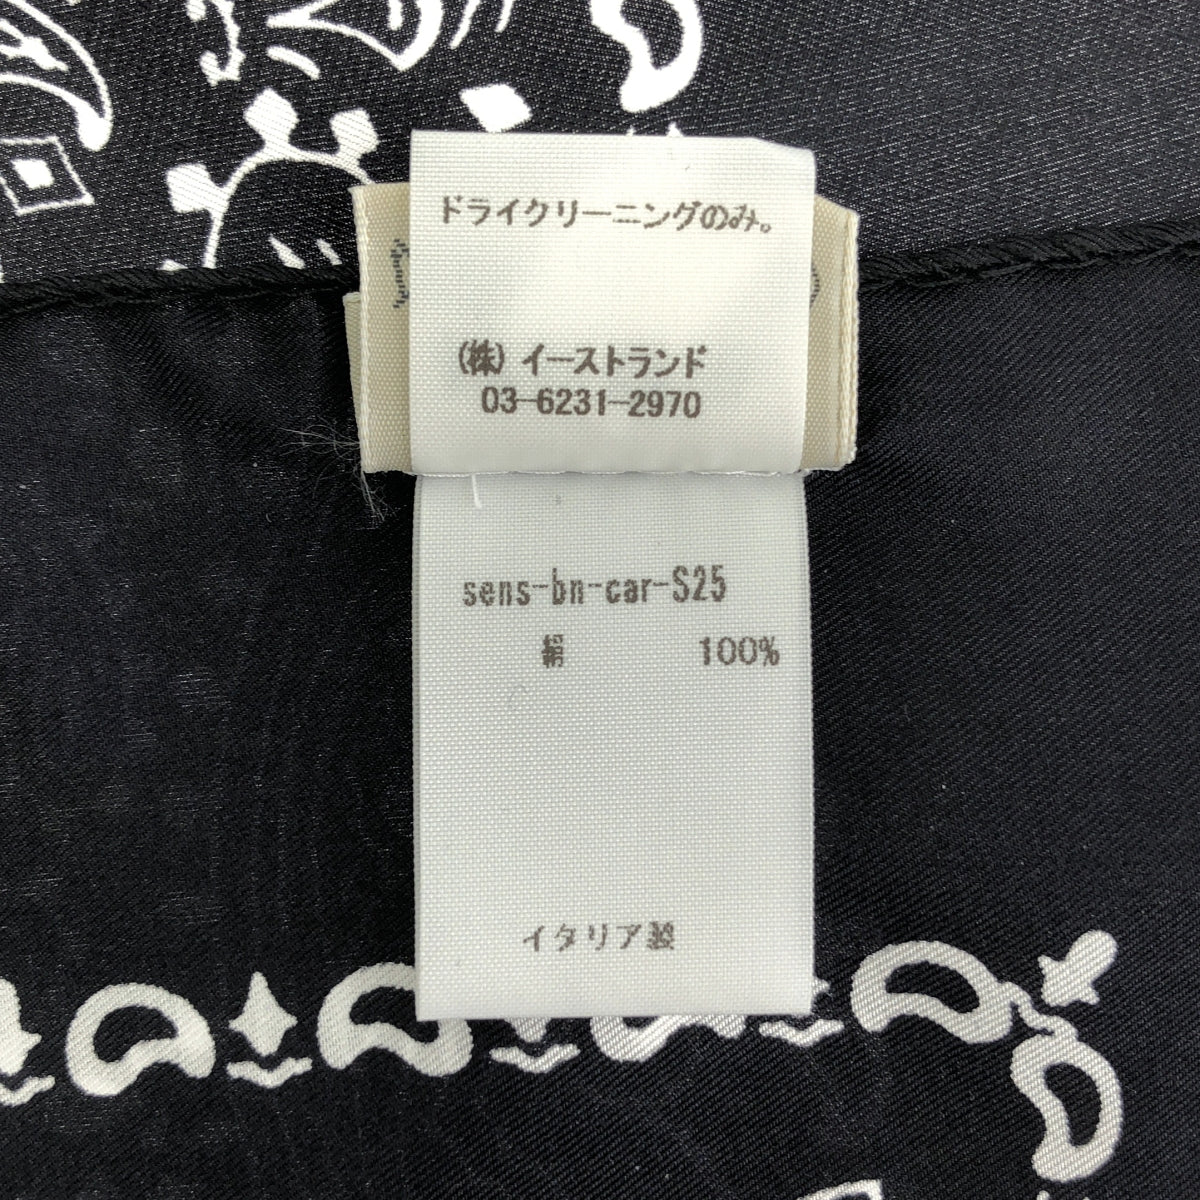 ドライクリーニングのみ。
(株) イーストランド
03-6231-2970
sens-bn-car-S25
絹 100%
イタリア製